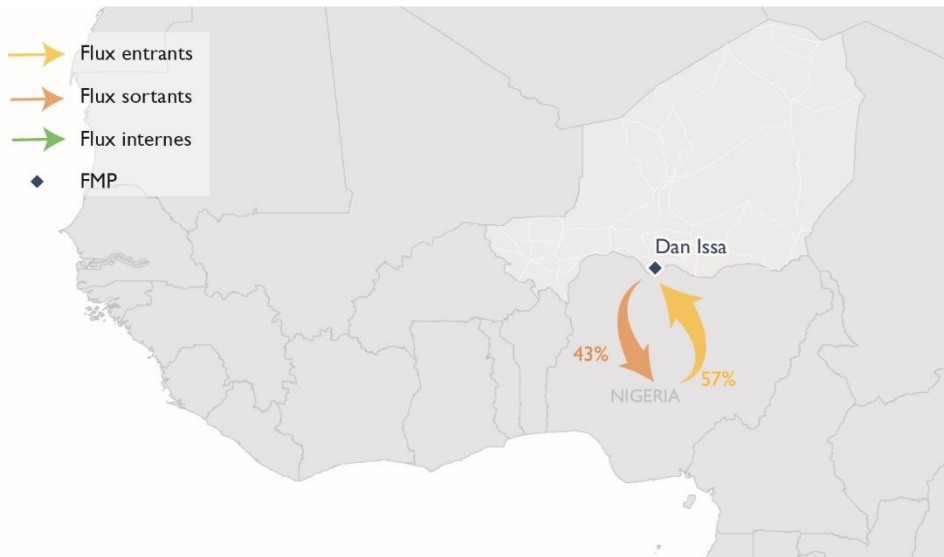 Flux entrants
Flux sortants
Flux internes
FMP
Dan Issa
43%
57%
NIGERIA